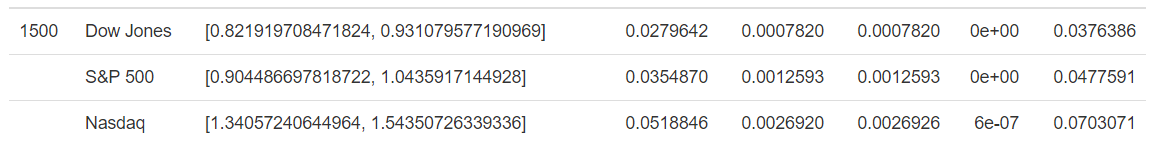 1500 Dow Jones [0.821919708471824, 0.931079577190969] 0.0279642 0.0007820 0.0007820 0e+00 0.0376386
S&P 500 [0.904486697818722, 1.0435917144928] 0.0354870 0.0012593 0.0012593 0e+00 0.0477591
Nasdaq [1.34057240644964, 1.54350726339336] 0.0518846 0.0026920 0.0026926 6e-07 0.0703071